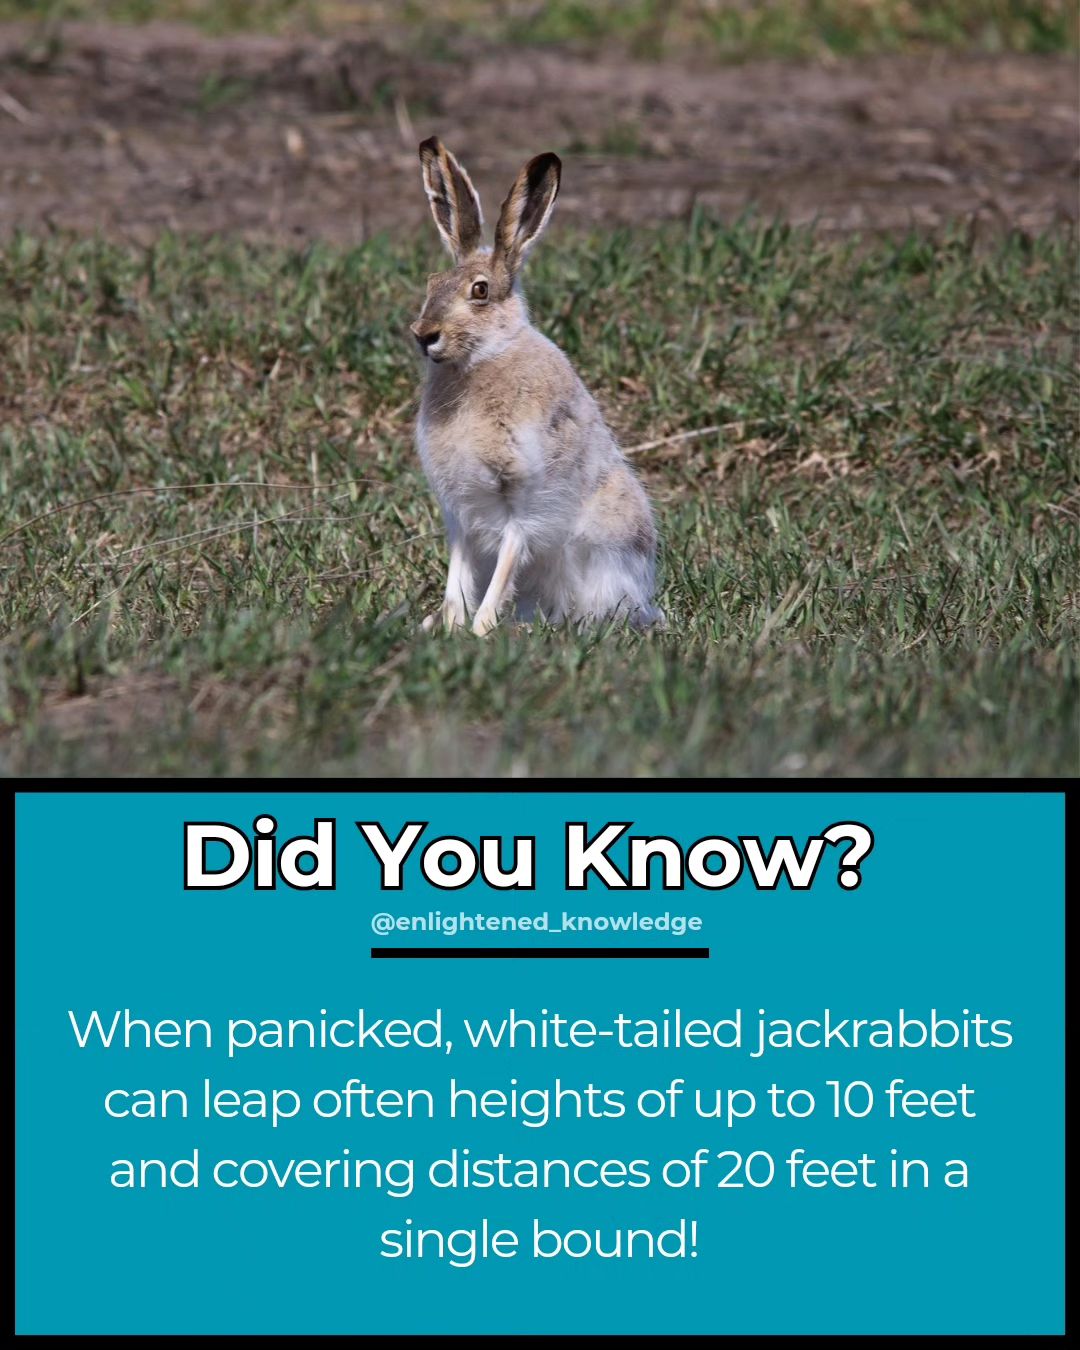 Did You Know?
@enlightened_knowledge
When panicked, white-tailed jackrabbits
can leap often heights of up to 10 feet
and covering distances of 20 feet in a
single bound!